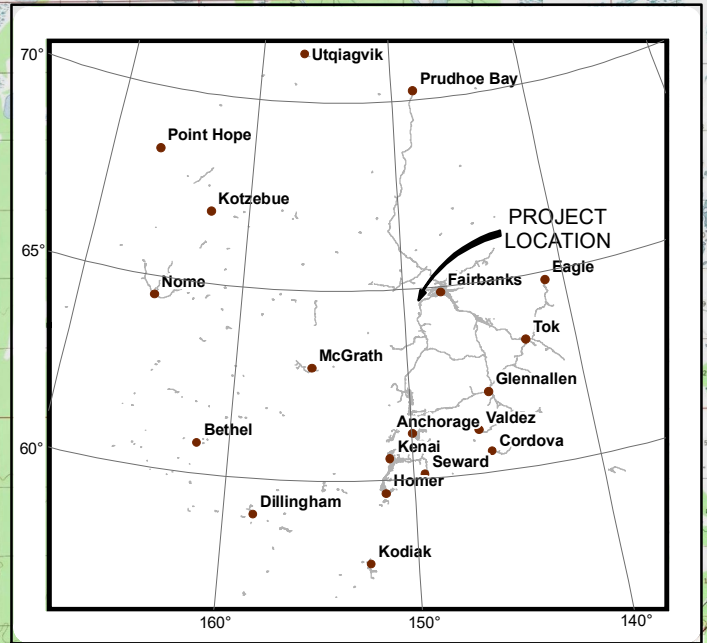 70°
Utqiagvik
Prudhoe Bay
Point Hope
Kotzebue
PROJECT
LOCATION
65°
Eagle
Nome
Fairbanks
Tok
McGrath
Glennallen
Anchorage
Valdez
Bethel
Kenai
Cordova
60°
Seward
Homer
Dillingham
Kodiak
160°
150°
140°